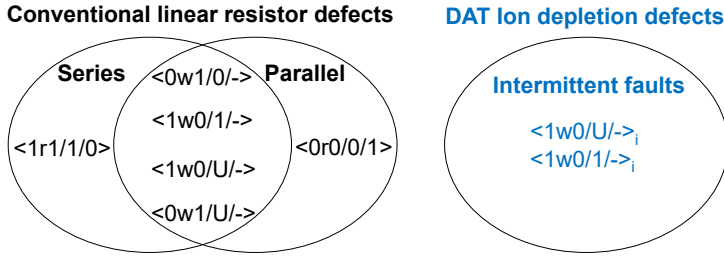 Conventional linear resistor defects
DAT Ion depletion defects
Series
<0w1/0/->
Parallel
Intermittent faults
<1w0/1/->
<1r1/1/0>
<0r0/0/1>
<1w0/U/->
<0w1/U/->
<1w0/U/->i
<1w0/1/->i